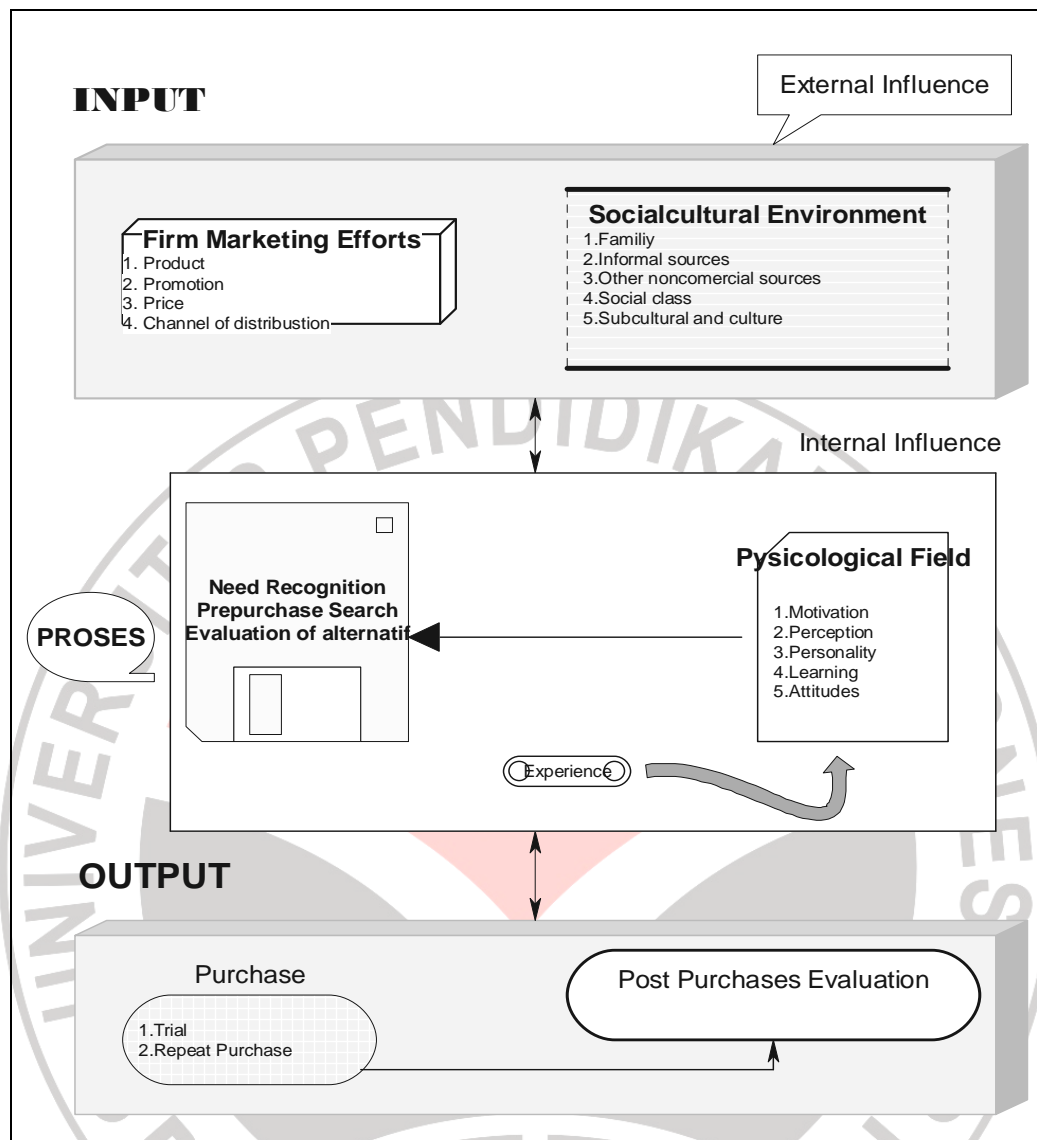 INPUT
External Influence
Firm Marketing Efforts
1. Product
2. Promotion
3. Price
4. Channel of distribustion
Socialcultural Environment
1.Familiy
2.Informal sources
3.Other noncomercial sources
4.Social class
5.Subcultural and culture
Internal Influence
PROSES
Need Recognition
Prepurchase Search
Evaluation of alternatif
Pysicological Field
1.Motivation
2.Perception
3.Personality
4.Learning
5.Attitudes
Experience
OUTPUT
Purchase
1.Trial
2.Repeat Purchase
Post Purchases Evaluation
PENDIDIKA